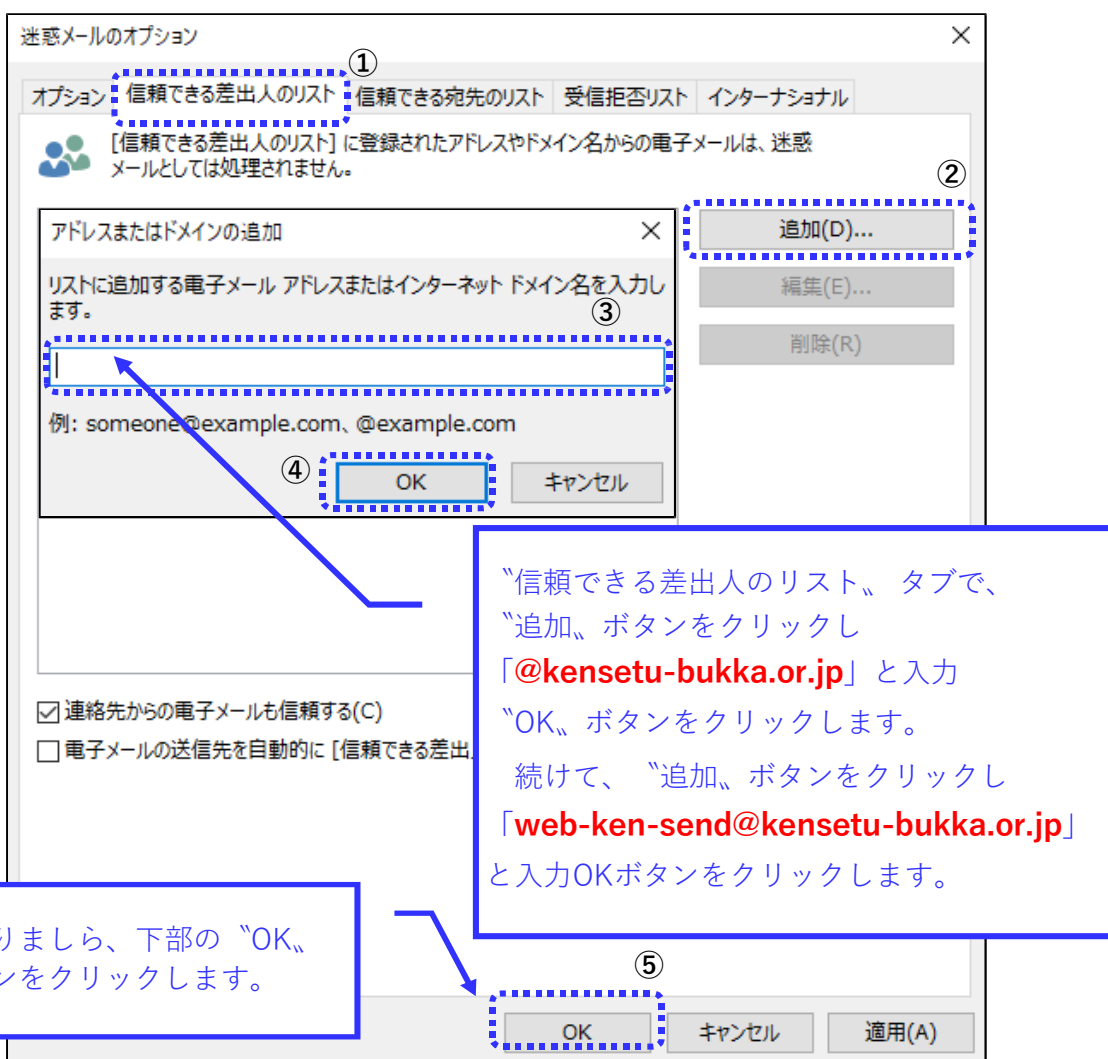 迷惑メールのオプション
①
オプション 信頼できる差出人のリスト 信頼できる宛先のリスト 受信拒否リスト インターナショナル
[信頼できる差出人のリスト] に登録されたアドレスやドメイン名からの電子メールは、迷惑
メールとしては処理されません。
②
追加(D)...
編集(E)...
削除(R)
アドレスまたはドメインの追加
リストに追加する電子メール アドレスまたはインターネット ドメイン名を入力し
ます。
③
例: someone@example.com、@example.com
④
OK キャンセル
〝信頼できる差出人のリスト〟 タブで、
〝追加〟ボタンをクリックし
「@kensetu-bukka.or.jp」と入力
〝OK〟ボタンをクリックします。
続けて、 〝追加〟ボタンをクリックし
「web-ken-send@kensetu-bukka.or.jp」
と入力OKボタンをクリックします。
連絡先からの電子メールも信頼する(C)
電子メールの送信先を自動的に [信頼できる差出
りましら、下部の〝OK〟
ンをクリックします。
⑤
OK キャンセル 適用(A)